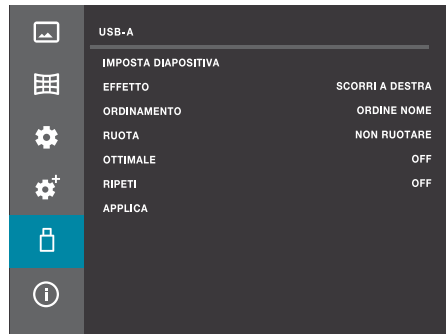 USB-A
IMPOSTA DIAPOSITIVA
EFFETTO SCORRI A DESTRA
ORDINAMENTO ORDINE NOME
RUOTA NON RUOTARE
OTTIMALE OFF
RIPETI OFF
APPLICA